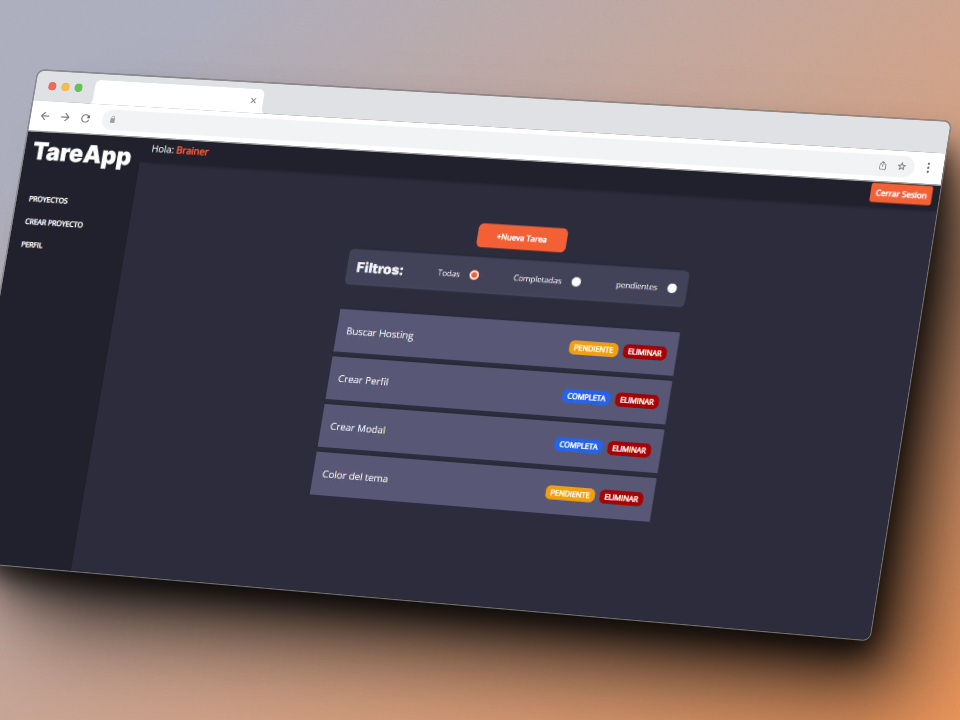 TareApp
Hola: Brainer
Cerrar Sesion
PROYECTOS
CREAR PROYECTO
PERFIL
+Nueva Tarea
Filtros: Todas Completadas pendientes
Buscar Hosting PENDIENTE ELIMINAR
Crear Perfil COMPLETA ELIMINAR
Crear Modal COMPLETA ELIMINAR
Color del tema PENDIENTE ELIMINAR